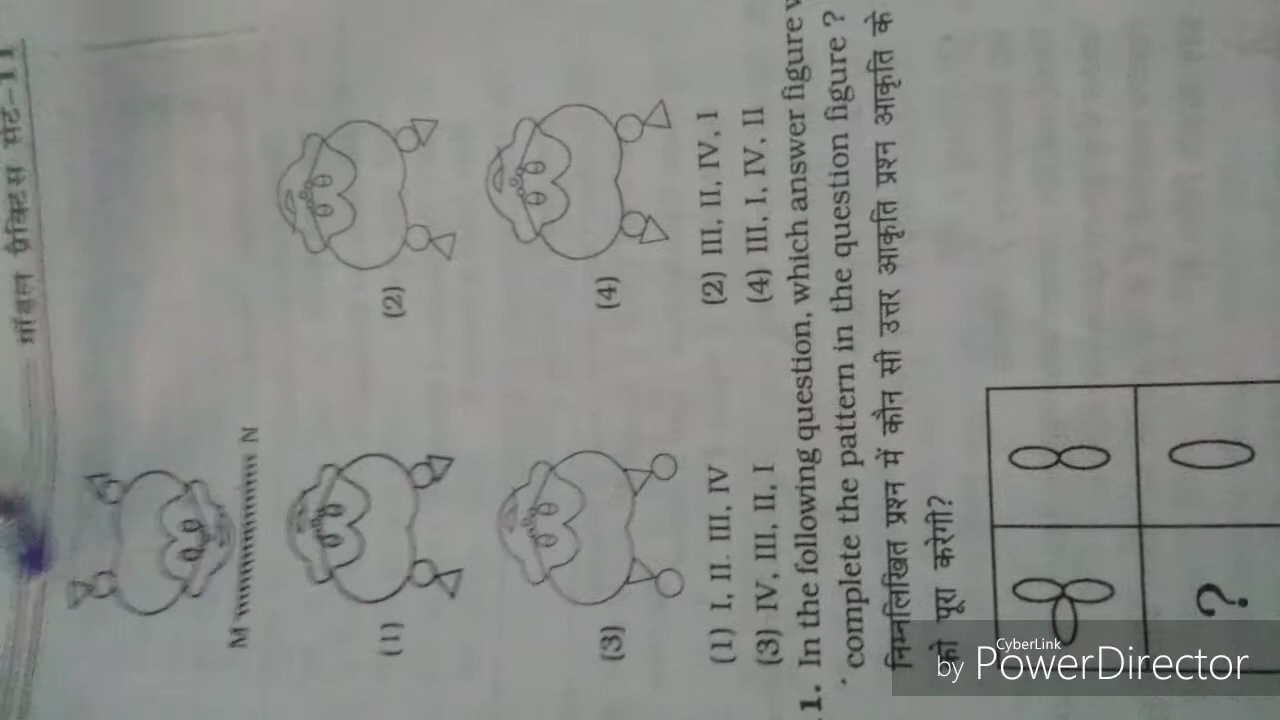 मॉडल प्रैक्टिस सेट-11
M N
(1)
(2)
(3)
(4)
(1) I, II. III, IV
(2) III, II, IV, I
(3) IV, III, II, I
(4) III, I, IV, II
1. In the following question, which answer figure
complete the pattern in the question figure ?
निम्नलिखित प्रश्न में कौन सी उत्तर आकृति प्रश्न आकृति के
को पूरा करेगी?
?
CyberLink
by PowerDirector